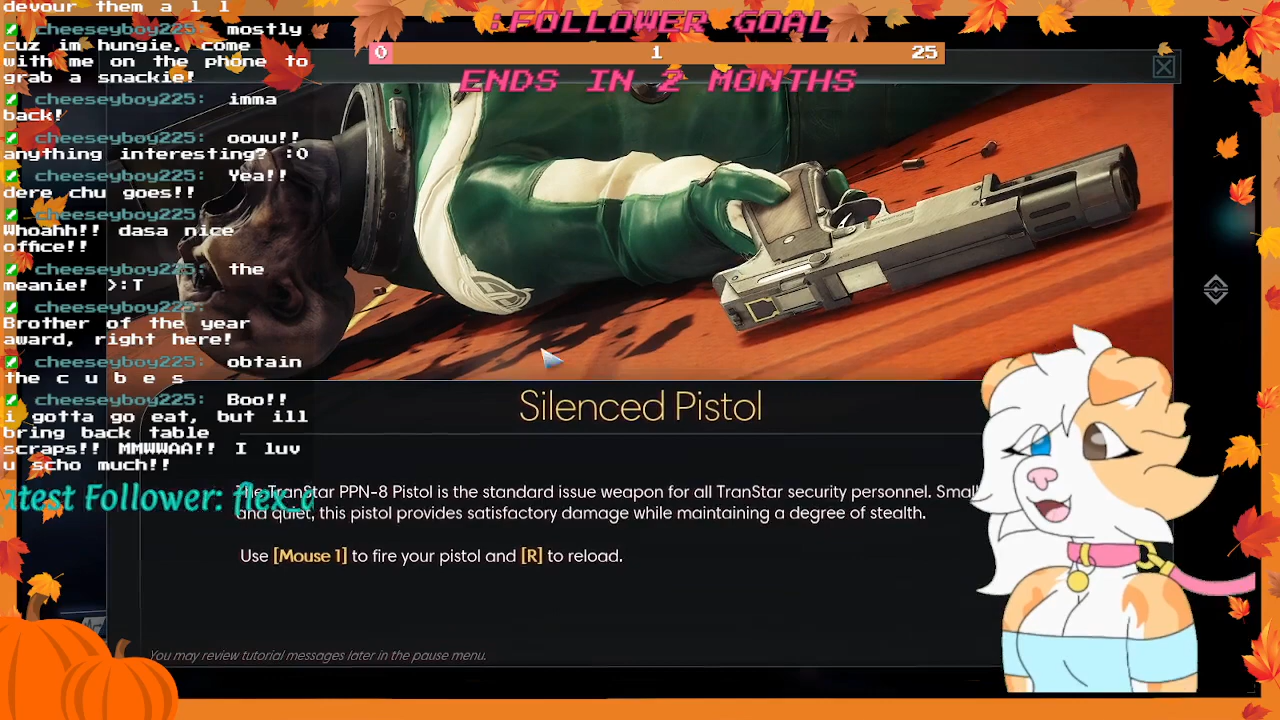 devour them a l l
cheeseyboy225: mostly
cuz im hungie, come
with me on the phone to
grab a snackie!
cheeseyboy225: imma
back!
cheeseyboy225: oouu!!
anything interesting? :O
cheeseyboy225: Yea!!
dere chu goes!!
cheeseyboy225:
Whoahh!! dasa nice
office!!
cheeseyboy225: the
meanie! >:T
cheeseyboy225:
Brother of the year
award, right here!
cheeseyboy225: obtain
the c u b e s
cheeseyboy225: Boo!!
i gotta go eat, but ill
bring back table
scraps!! MMWWAA!! I luv
u scho much!!
Follower:
:FOLLOWER GOAL
0 1 25
ENDS IN 2 MONTHS
Silenced Pistol
The TranStar PPN-8 Pistol is the standard issue weapon for all TranStar security personnel. Small
and quiet, this pistol provides satisfactory damage while maintaining a degree of stealth.
Use [Mouse 1] to fire your pistol and [R] to reload.
You may review tutorial messages later in the pause menu.